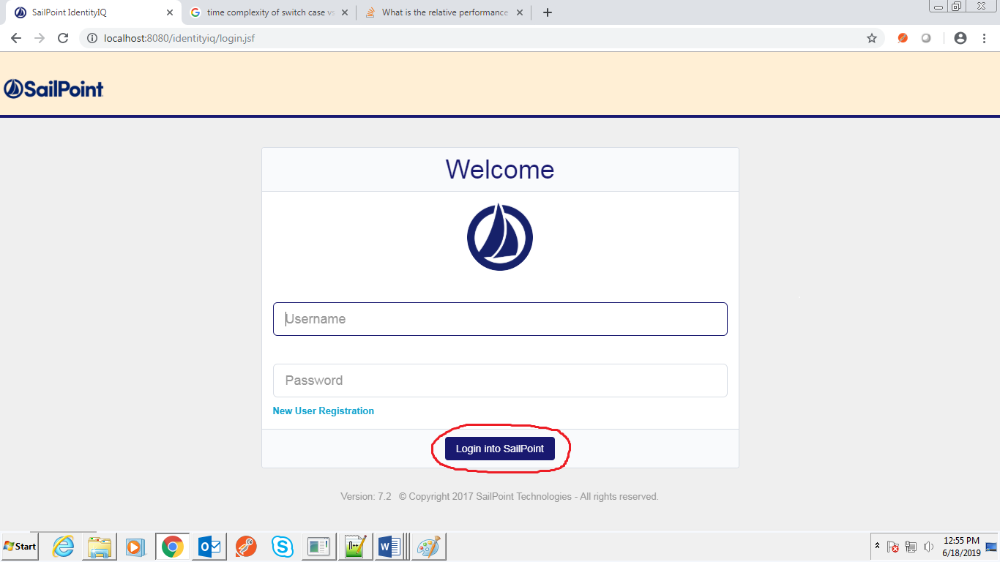 SailPoint IdentityIQ
time complexity of switch case vs
What is the relative performance
localhost:8080/identityiq/login.jsf
SailPoint
Welcome
Username
Password
New User Registration
Login into SailPoint
Version: 7.2 © Copyright 2017 SailPoint Technologies - All rights reserved.
Start
12:55 PM
6/18/2019